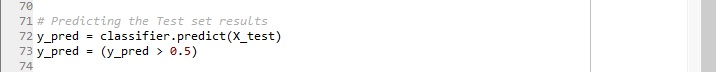 70
71 # Predicting the Test set results
72 y_pred = classifier.predict(X_test)
73 y_pred = (y_pred > 0.5)
74